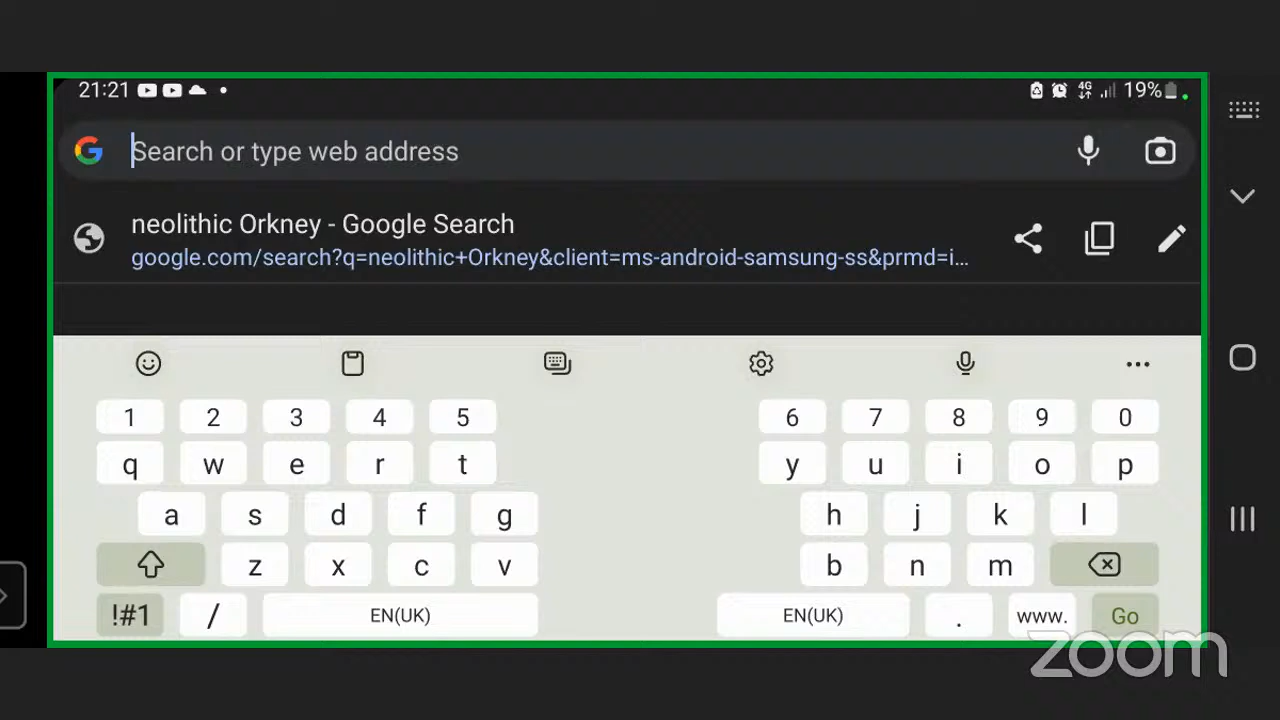 21:21 4G 19%
Search or type web address
neolithic Orkney - Google Search
google.com/search?q=neolithic+Orkney&client=ms-android-samsung-ss&prmd=i...
1 2 3 4 5 6 7 8 9 0
q w e r t y u i o p
a s d f g h j k l
z x c v b n m
!#1 / EN(UK) EN(UK) . www. Go
zoom